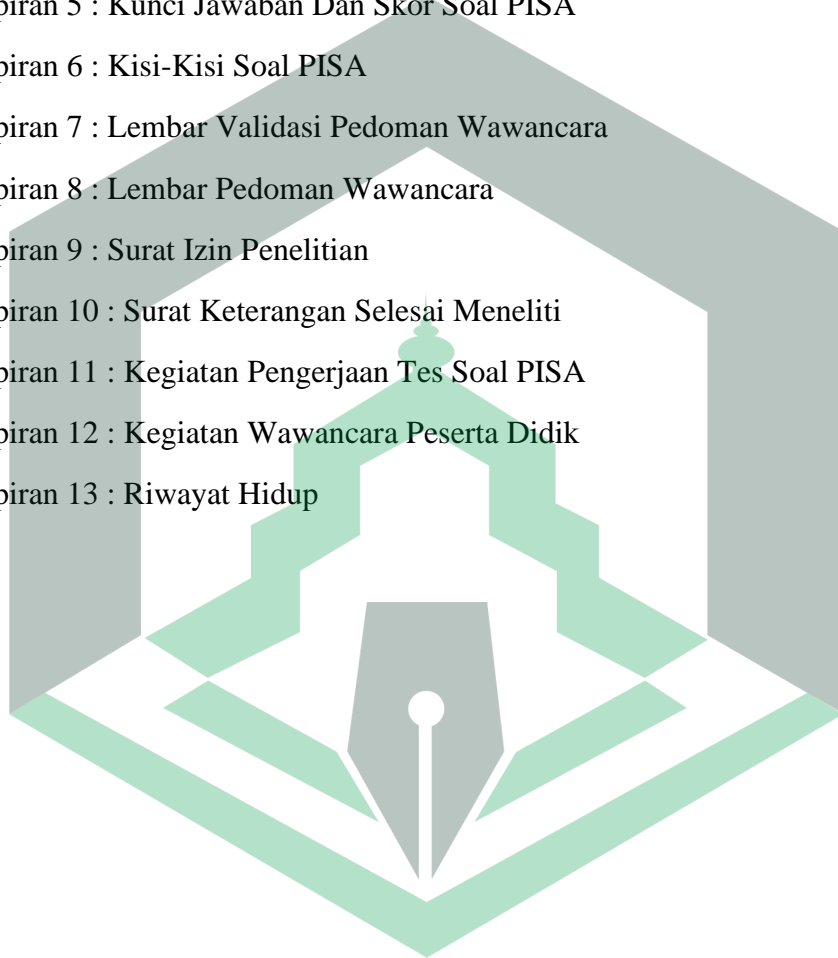 piran 5 : Kunci Jawaban Dan Skor Soal PISA
piran 6 : Kisi-Kisi Soal PISA
piran 7 : Lembar Validasi Pedoman Wawancara
piran 8 : Lembar Pedoman Wawancara
piran 9 : Surat Izin Penelitian
piran 10 : Surat Keterangan Selesai Meneliti
piran 11 : Kegiatan Pengerjaan Tes Soal PISA
piran 12 : Kegiatan Wawancara Peserta Didik
piran 13 : Riwayat Hidup